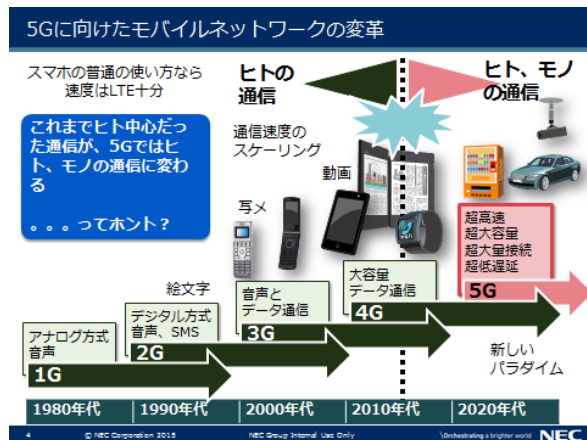 5Gに向けたモバイルネットワークの変革
スマホの普通の使い方なら
速度はLTE十分
ヒトの
通信
ヒト、モノ
の通信
これまでヒト中心だっ
た通信が、5Gではヒ
ト、モノの通信に変わ
る
。。。ってホント？
通信速度の
スケーリング
動画
写メ
絵文字
アナログ方式
音声
1G
デジタル方式
音声、SMS
2G
音声と
データ通信
3G
大容量
データ通信
4G
超高速
超大容量
超大量接続
超低遅延
5G
新しい
パラダイム
1980年代
1990年代
2000年代
2010年代
2020年代
4
© NEC Corporation 2015
NEC Group Internal Use Only
\Orchestrating a brighter world
NEC